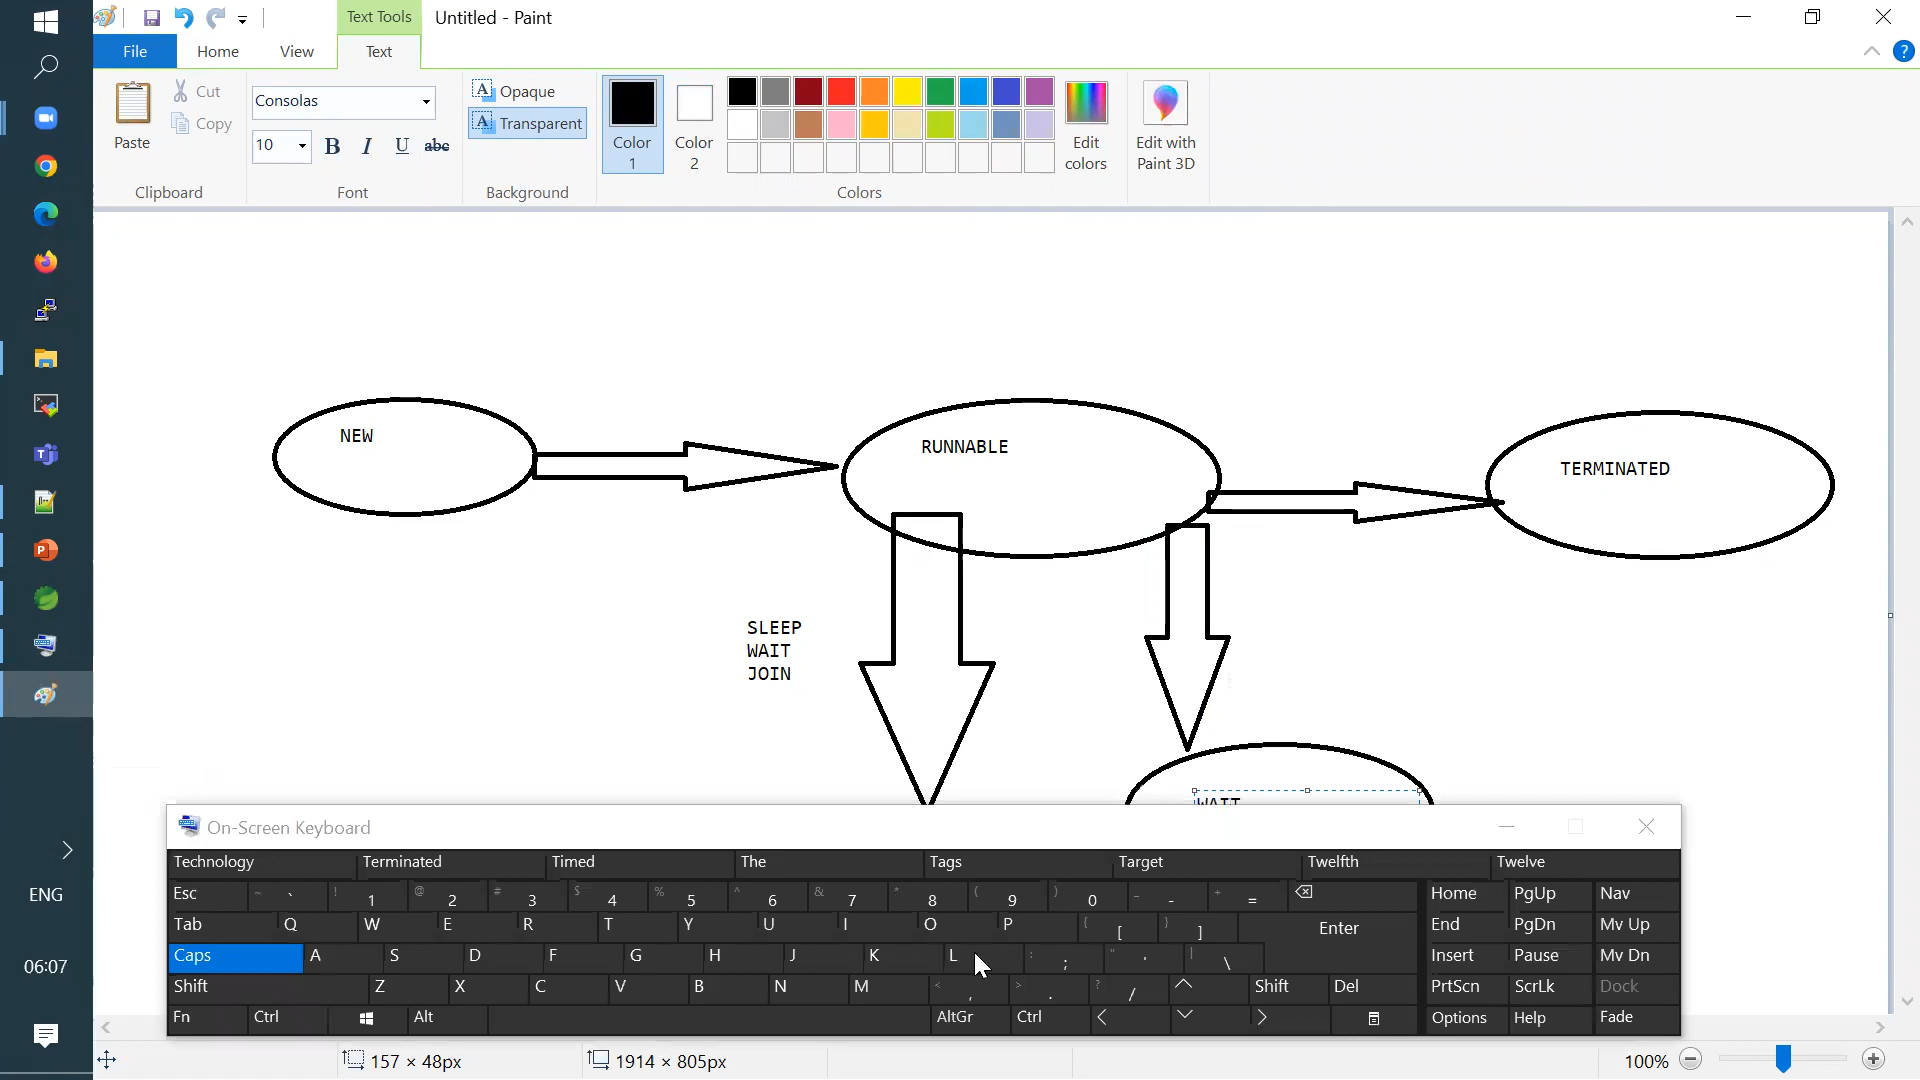 Text Tools
Untitled - Paint
File
Home
View
Text
Paste
Cut
Copy
Clipboard
Consolas
10
B
I
U
abc
Font
Opaque
Transparent
Background
Color
1
Color
2
Edit
colors
Edit with
Paint 3D
Colors
NEW
RUNNABLE
TERMINATED
SLEEP
WAIT
JOIN
WAIT
On-Screen Keyboard
Technology Terminated Timed The Tags Target Twelfth Twelve
Esc ~ ` ! 1 @ 2 # 3 $ 4 % 5 ^ 6 & 7 * 8 ( 9 ) 0 _ - + = Home PgUp Nav
Tab Q W E R T Y U I O P { [ } ] Enter End PgDn Mv Up
Caps A S D F G H J K L : ; " ' | \ Insert Pause Mv Dn
Shift Z X C V B N M < , > . ? / Shift Del PrtScn ScrLk Dock
Fn Ctrl Alt AltGr Ctrl Options Help Fade
ENG
06:07
157 × 48px
1914 × 805px
100%